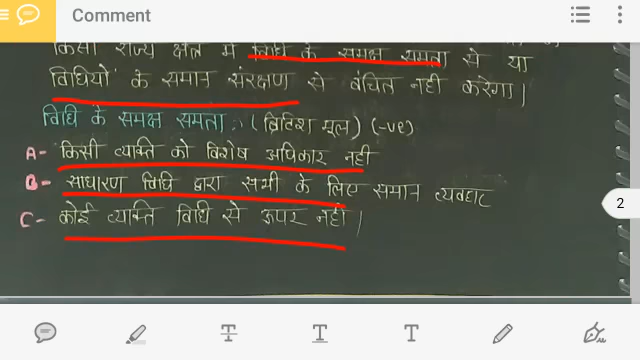 Comment
किसी राज्य क्षेत्र में विधि के समक्ष समता से या
विधियों के समान संरक्षण से वंचित नहीं करेगा।
विधि के समक्ष समता :- (ब्रिटिश मूल) (-ve)
A- किसी व्यक्ति को विशेष अधिकार नहीं
B- साधारण विधि द्वारा सभी के लिए समान व्यवहार
C- कोई व्यक्ति विधि से ऊपर नहीं।
2
T T T